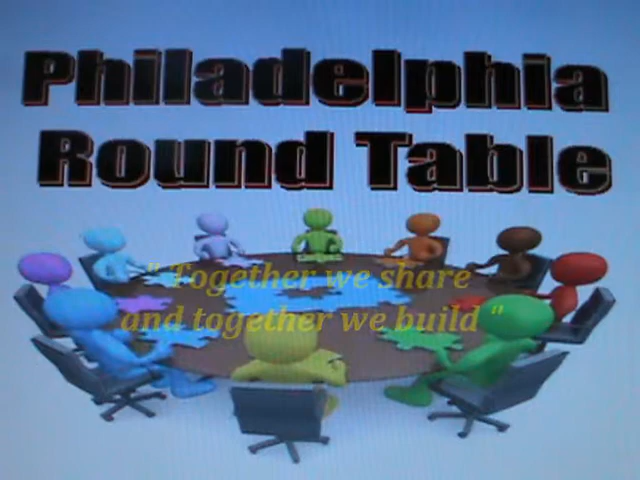 Philadelphia
Round Table
" Together we share
and together we build "